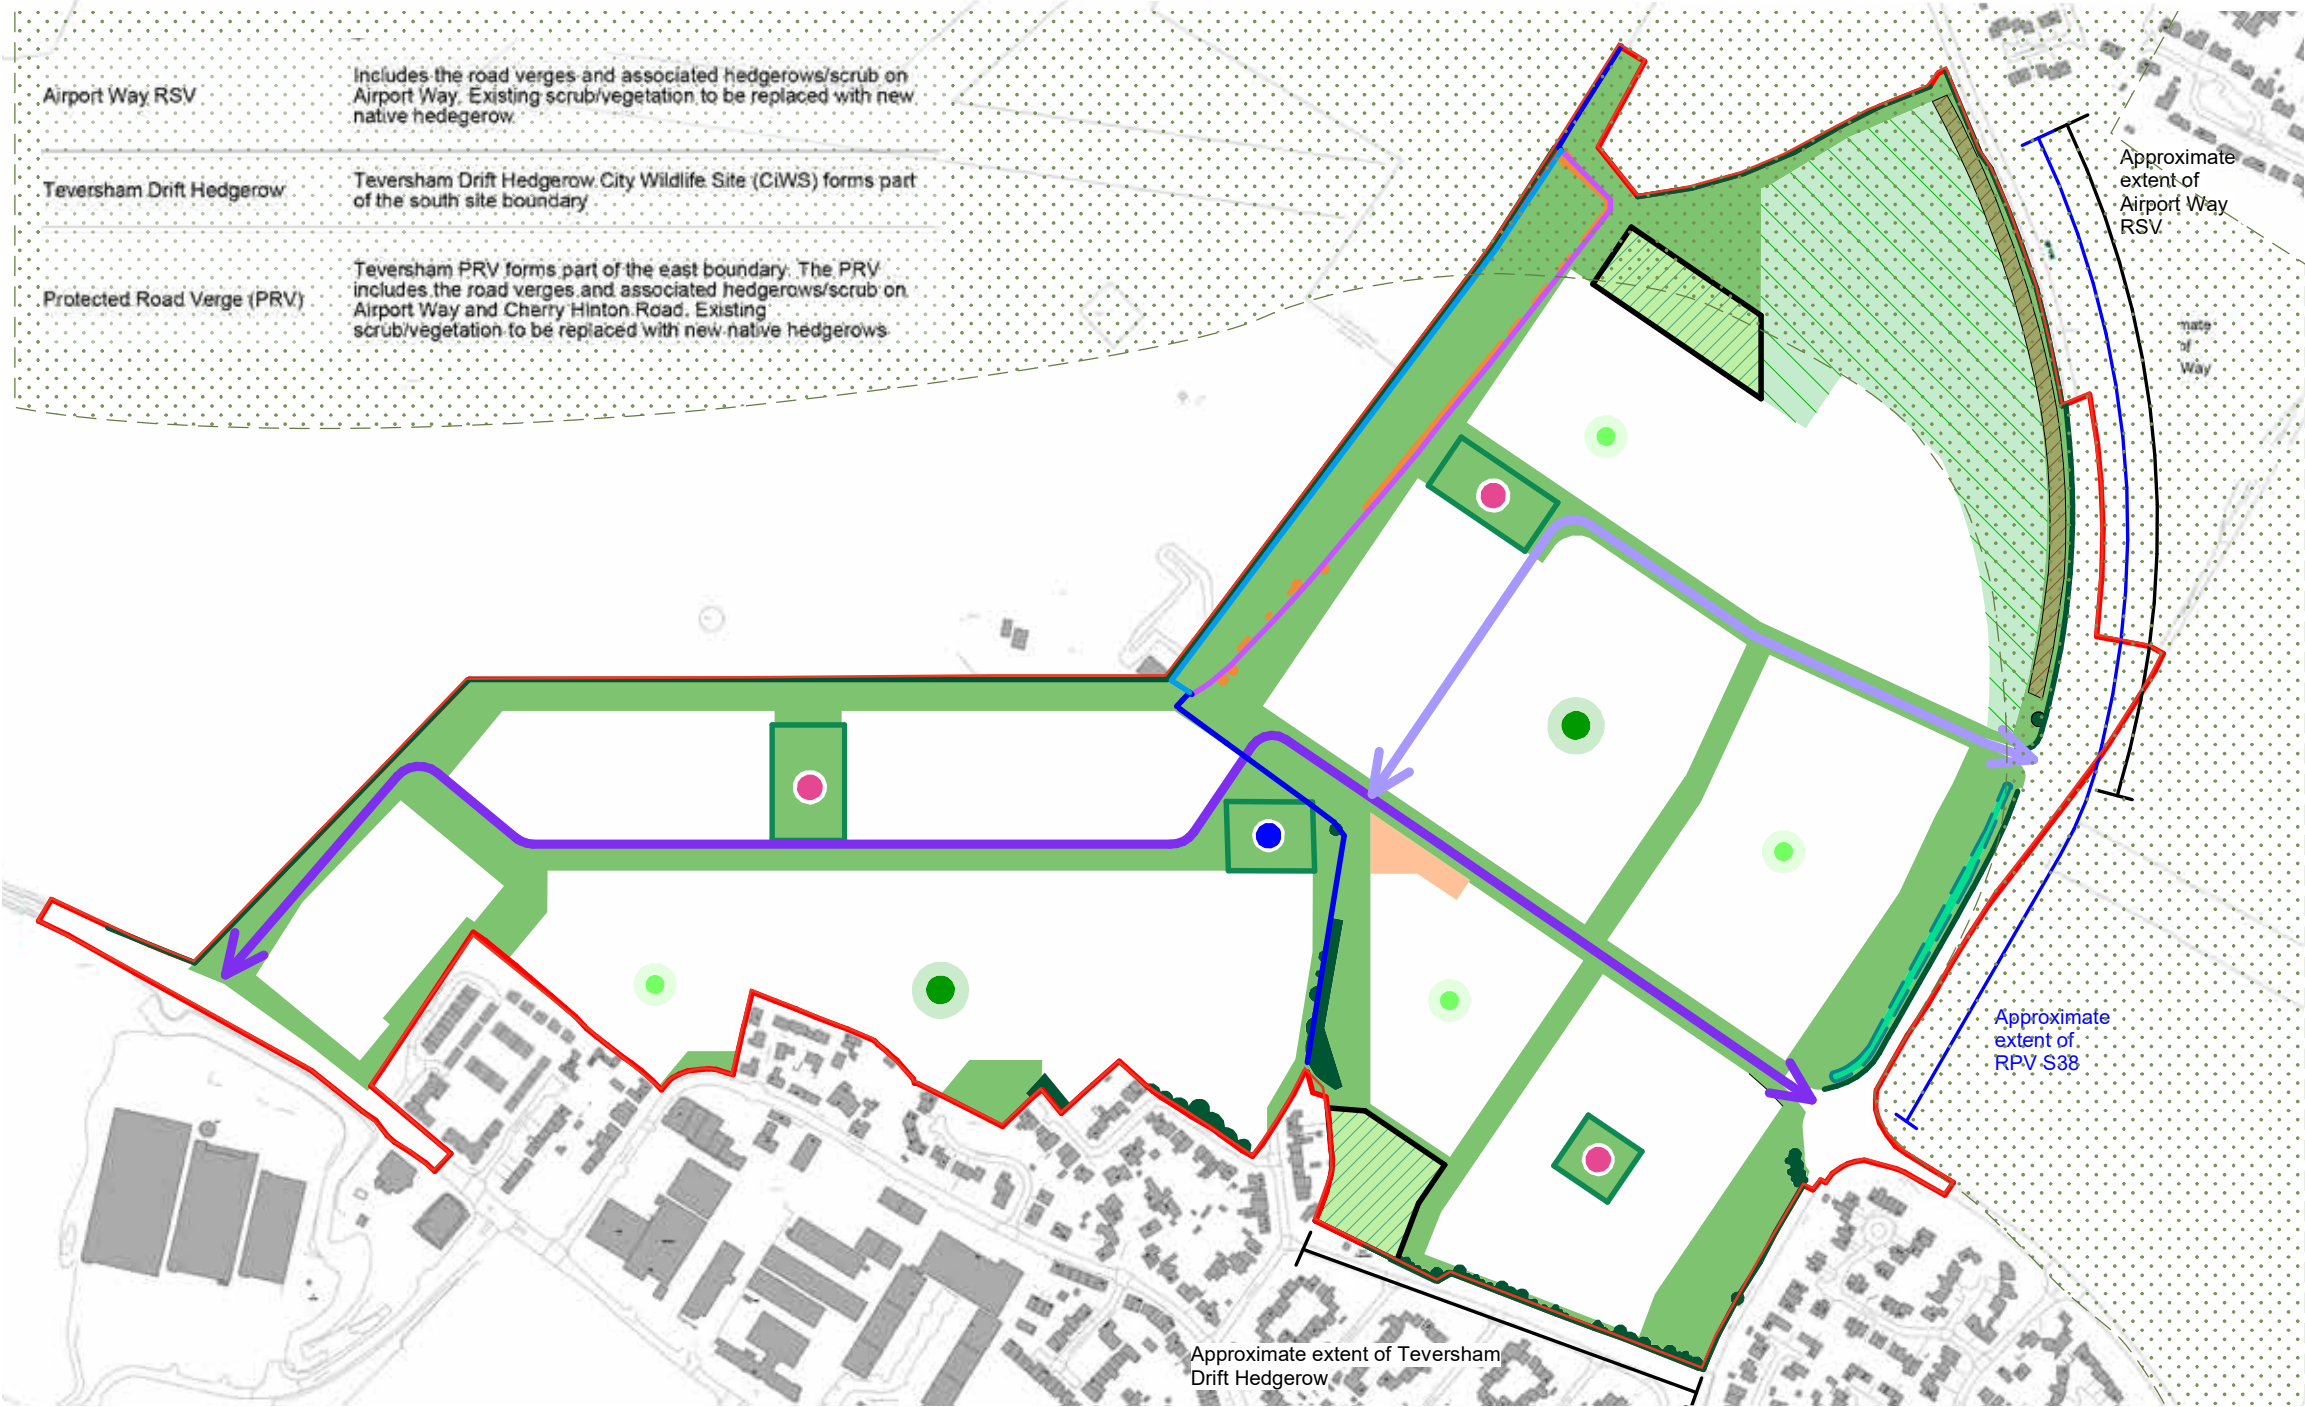 Airport Way RSV
Includes the road verges and associated hedgerows/scrub on
Airport Way. Existing scrub/vegetation to be replaced with new
native hedegerow
Teversham Drift Hedgerow
Teversham Drift Hedgerow City Wildlife Site (CiWS) forms part
of the south site boundary
Protected Road Verge (PRV)
Teversham PRV forms part of the east boundary. The PRV
includes the road verges and associated hedgerows/scrub on
Airport Way and Cherry Hinton Road. Existing
scrub/vegetation to be replaced with new native hedgerows
Approximate
extent of
Airport Way
RSV
mate
of
Way
Approximate
extent of
RPV S38
Approximate extent of Teversham
Drift Hedgerow